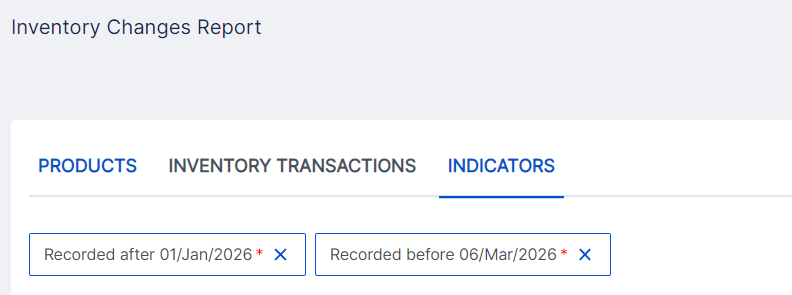 Inventory Changes Report
PRODUCTS INVENTORY TRANSACTIONS INDICATORS
Recorded after 01/Jan/2026 * ✕ Recorded before 06/Mar/2026 * ✕